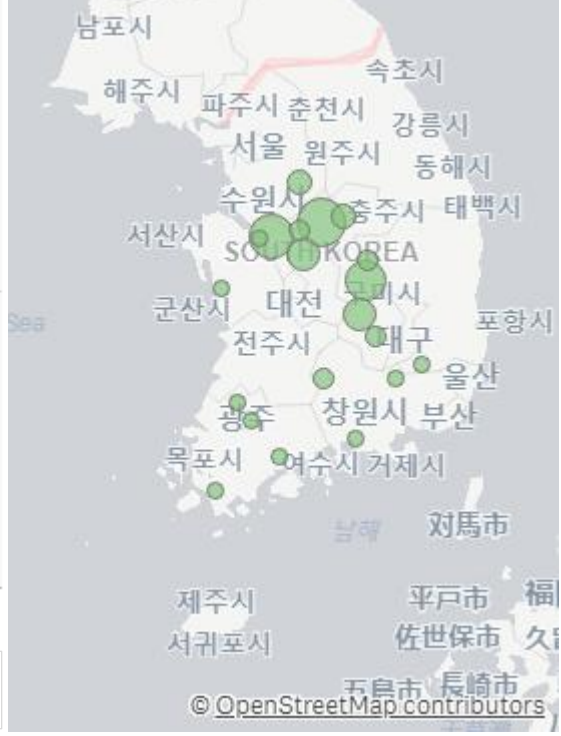 남포시
속초시
해주시
파주시 춘천시
강릉시
서울 원주시
동해시
수원시
충주시 태백시
서산시
SOUTH KOREA
구미시
대전
군산시
포항시
Sea
전주시
대구
울산
창원시 부산
광주
목포시
여수시 거제시
남해
対馬市
제주시
平戸市
서귀포시
佐世保市
五島市 長崎市
© OpenStreetMap contributors